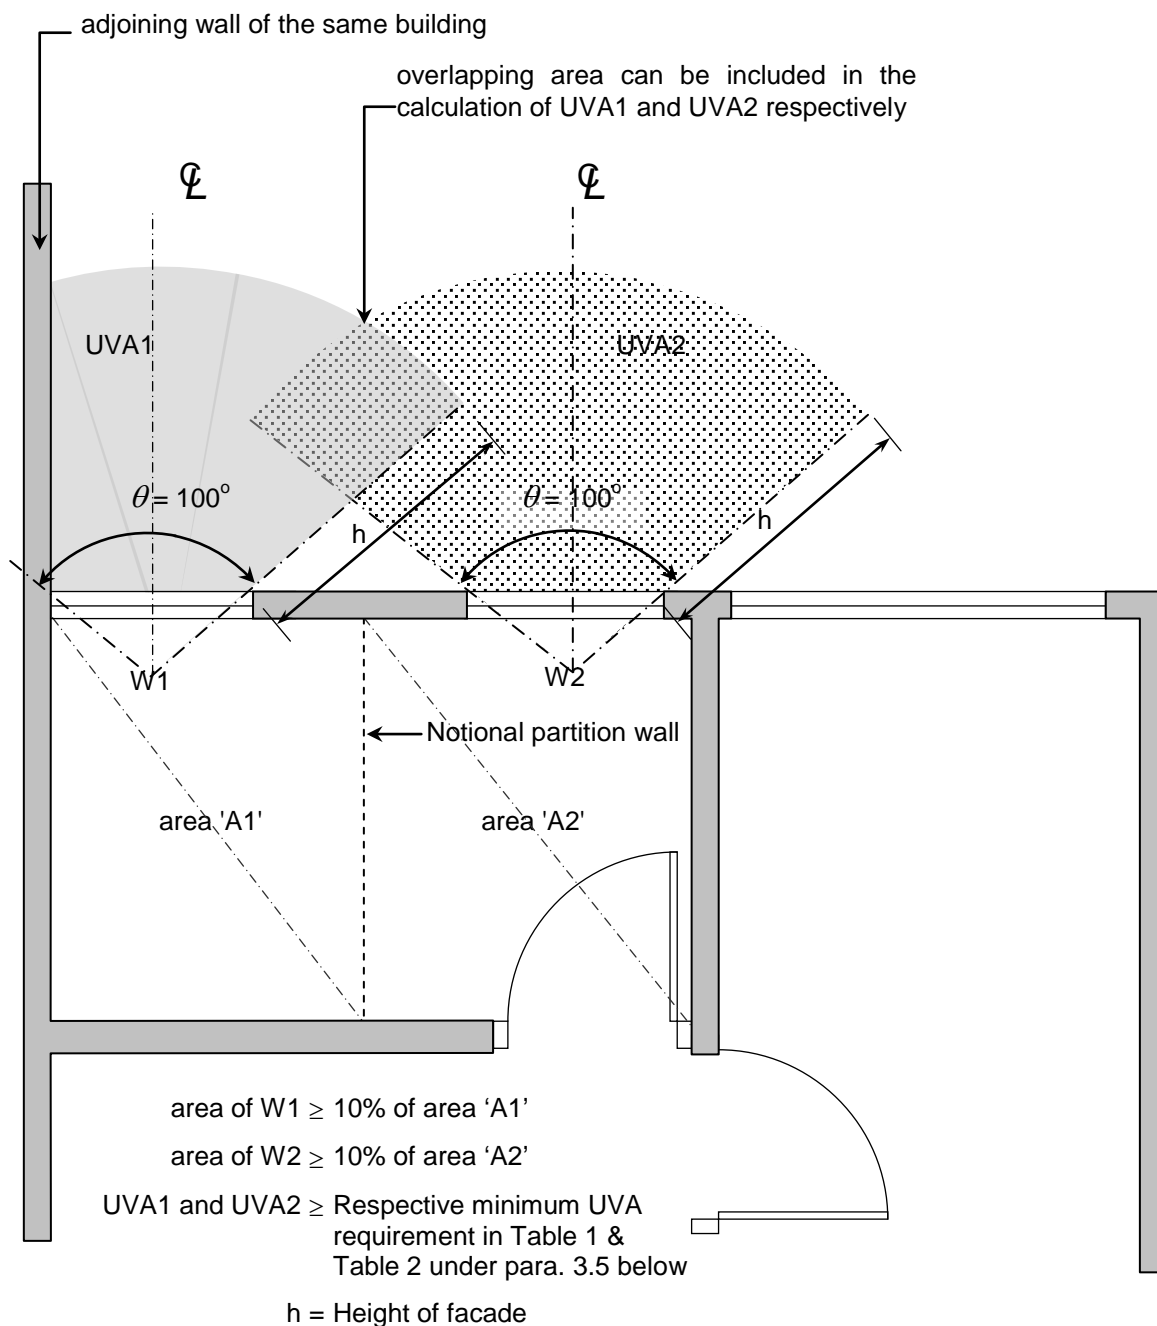 adjoining wall of the same building
overlapping area can be included in the
calculation of UVA1 and UVA2 respectively
℄ ℄
UVA1 UVA2
θ = 100° θ = 100°
h h
W1 W2
Notional partition wall
area 'A1' area 'A2'
area of W1 ≥ 10% of area ‘A1’
area of W2 ≥ 10% of area ‘A2’
UVA1 and UVA2 ≥ Respective minimum UVA
requirement in Table 1 &
Table 2 under para. 3.5 below
h = Height of facade